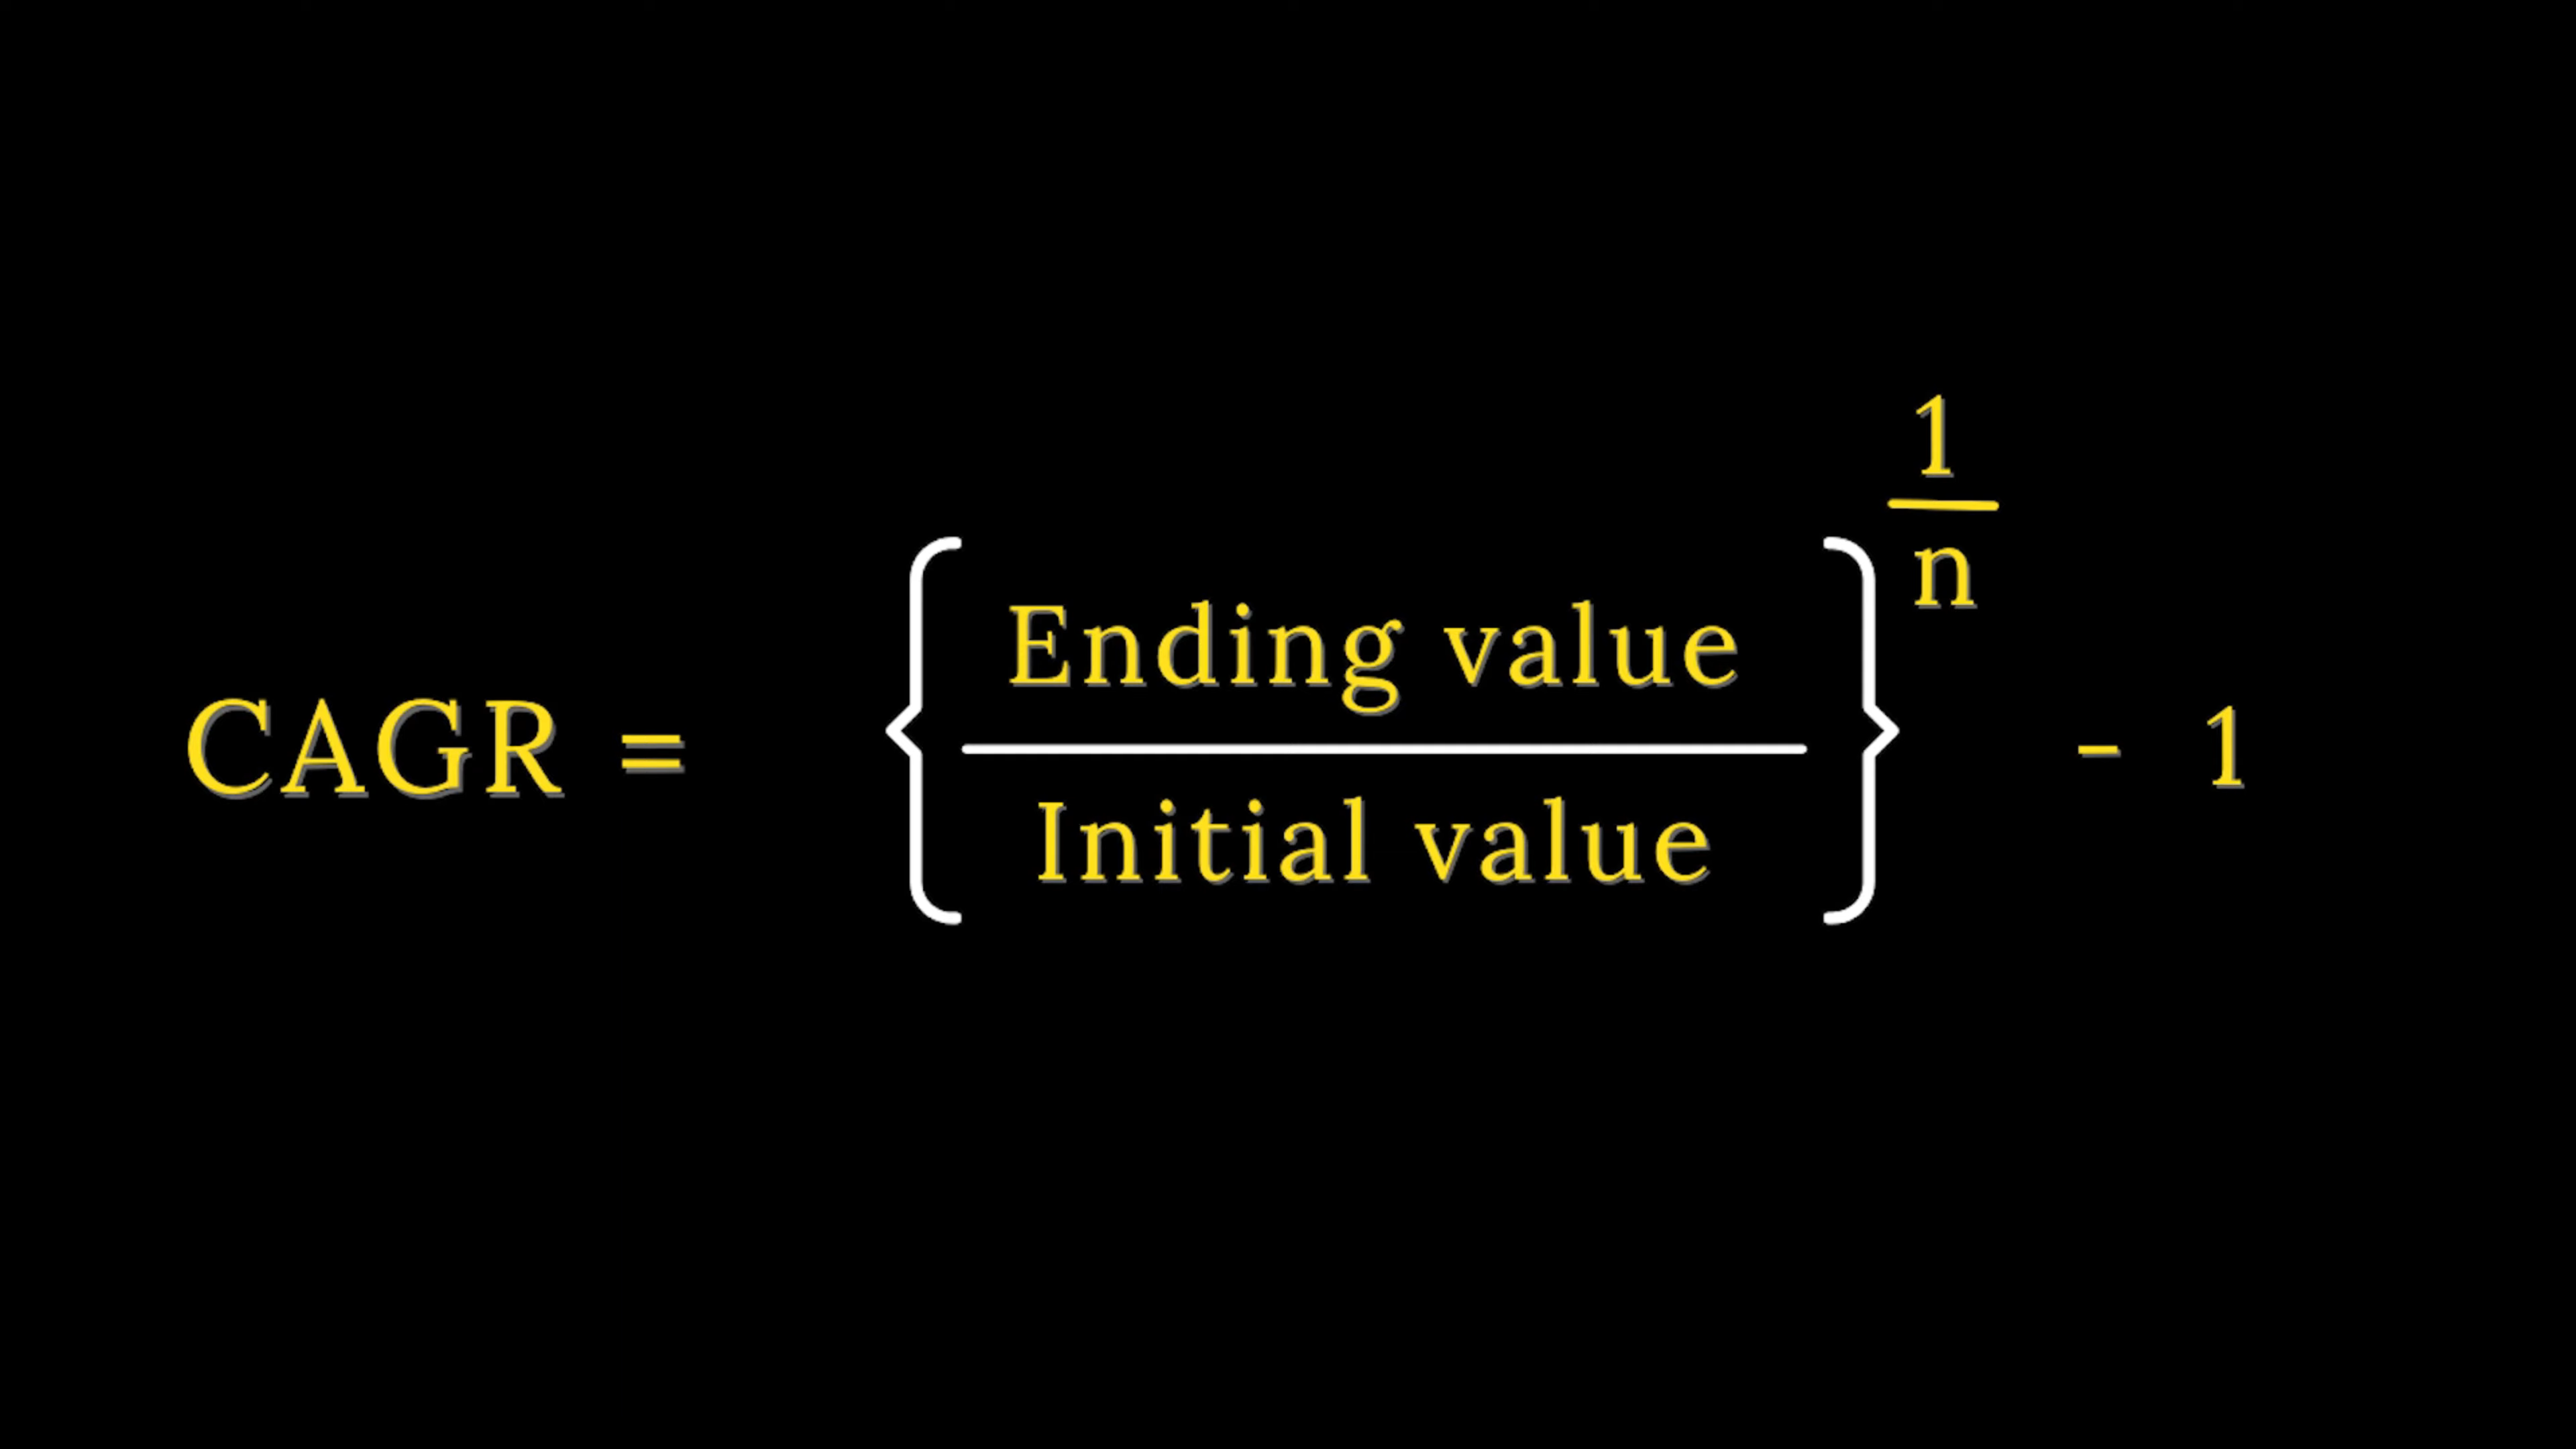 CAGR = { Ending value / Initial value } 1/n - 1